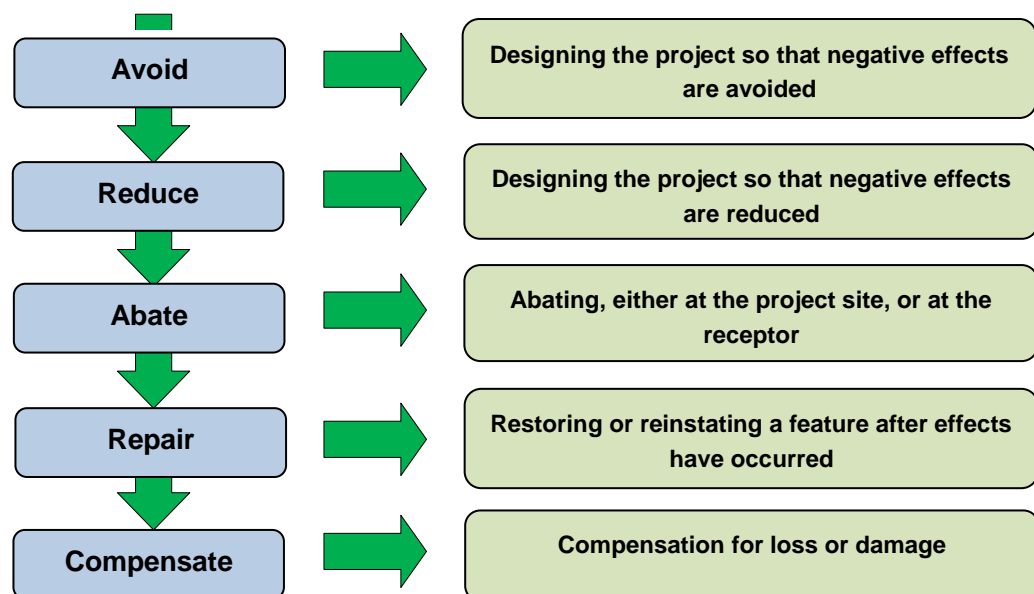 Avoid
Designing the project so that negative effects
are avoided
Reduce
Designing the project so that negative effects
are reduced
Abate
Abating, either at the project site, or at the
receptor
Repair
Restoring or reinstating a feature after effects
have occurred
Compensate
Compensation for loss or damage